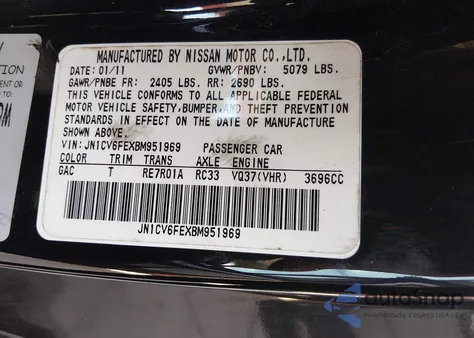 MANUFACTURED BY NISSAN MOTOR CO.,LTD.
DATE: 01/11 GVWR/PNBV: 5079 LBS.
GAWR/PNBE FR: 2405 LBS. RR: 2690 LBS.
THIS VEHICLE CONFORMS TO ALL APPLICABLE FEDERAL
MOTOR VEHICLE SAFETY,BUMPER,AND THEFT PREVENTION
STANDARDS IN EFFECT ON THE DATE OF MANUFACTURE
SHOWN ABOVE.
VIN: JN1CV6FEXBM951969 PASSENGER CAR
COLOR TRIM TRANS AXLE ENGINE
GAC T RE7R01A RC33 VQ37(VHR) 3696CC
JN1CV6FEXBM951969
TION
autoSnap